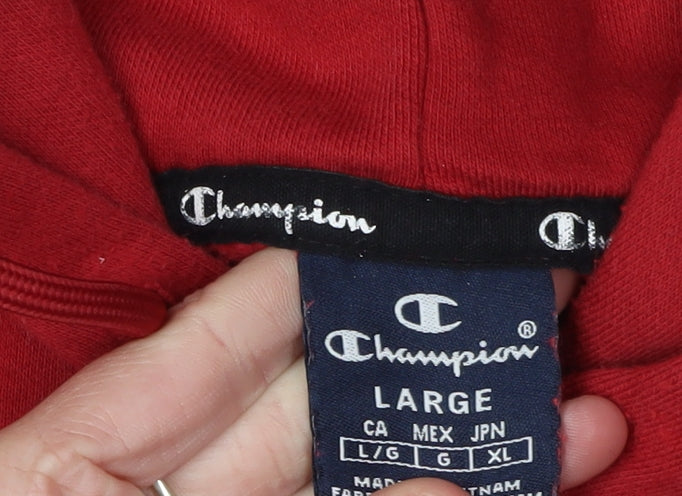 Champion
Champion®
LARGE
CA MEX JPN
L/G G XL